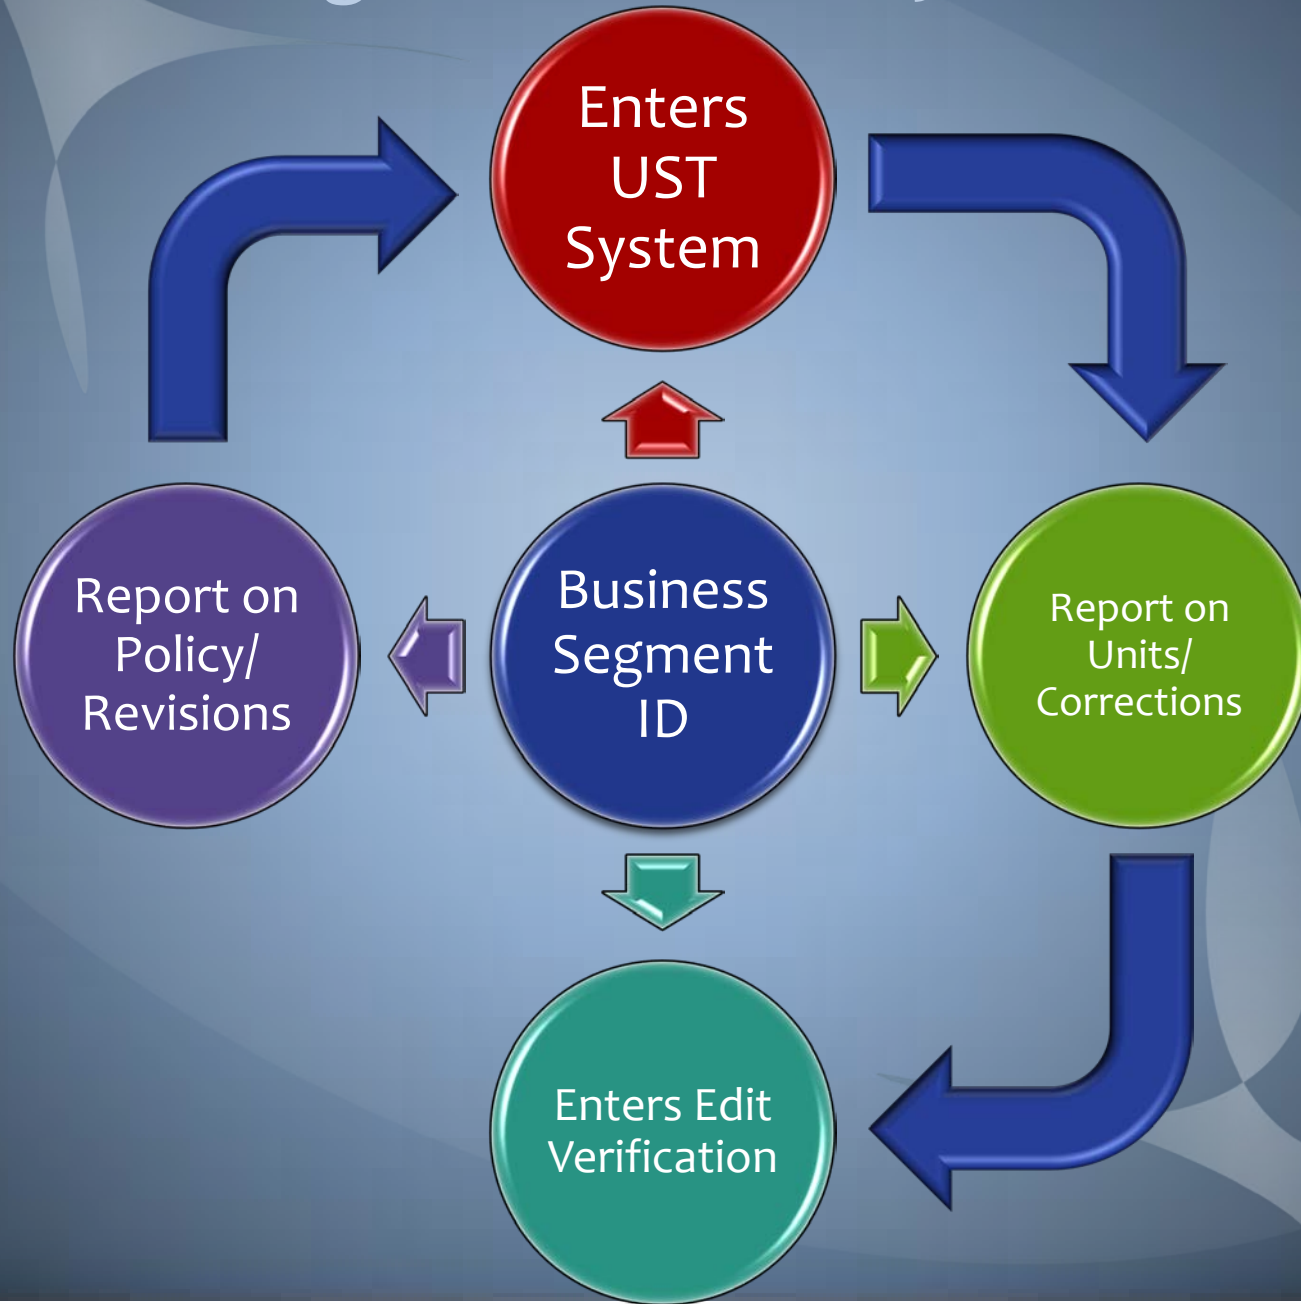 Enters
UST
System
Report on
Policy/
Revisions
Business
Segment
ID
Report on
Units/
Corrections
Enters Edit
Verification